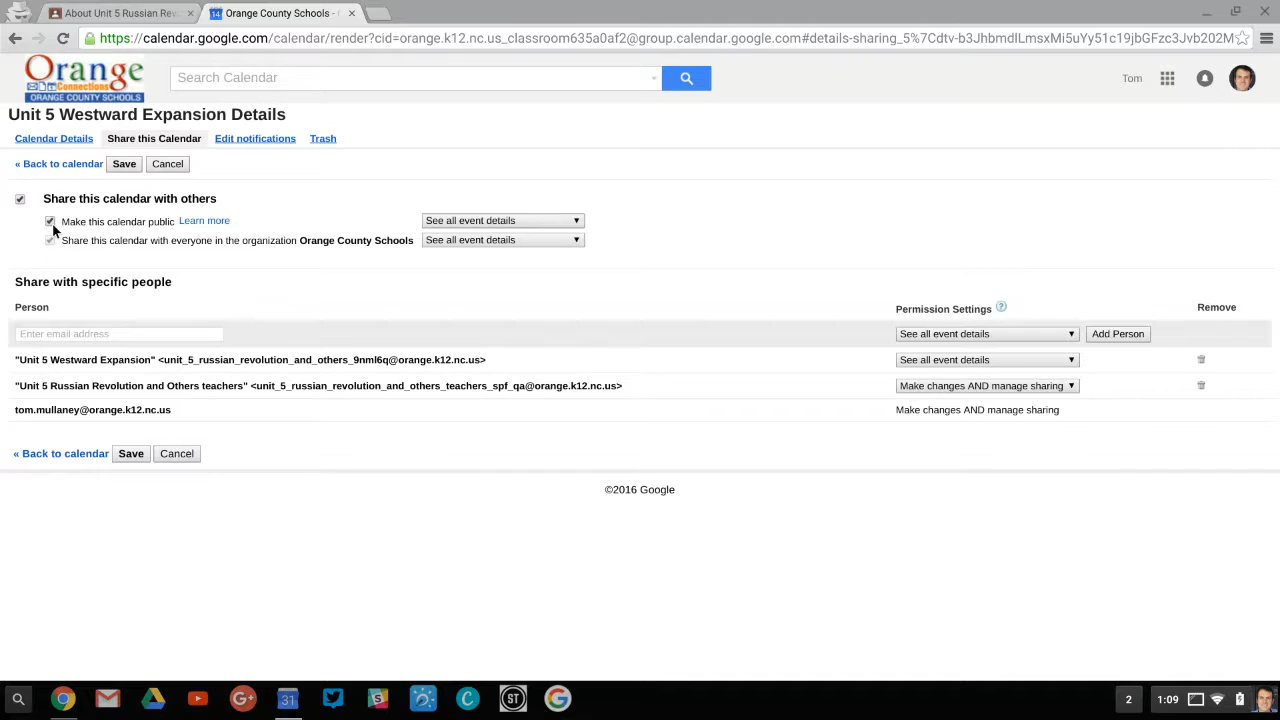 About Unit 5 Russian Rev
Orange County Schools -
https://calendar.google.com/calendar/render?cid=orange.k12.nc.us_classroom635a0af2@group.calendar.google.com#details-sharing_5%7Cdtv-b3JhbmdlLmsxMi5uYy51c19jbGFzc3Jvb202M
Orange
Connections
ORANGE COUNTY SCHOOLS
Search Calendar
Tom
Unit 5 Westward Expansion Details
Calendar Details Share this Calendar Edit notifications Trash
« Back to calendar Save Cancel
Share this calendar with others
Make this calendar public Learn more See all event details
Share this calendar with everyone in the organization Orange County Schools See all event details
Share with specific people
Person Permission Settings ? Remove
Enter email address See all event details Add Person
"Unit 5 Westward Expansion" <unit_5_russian_revolution_and_others_9nml6q@orange.k12.nc.us> See all event details
"Unit 5 Russian Revolution and Others teachers" <unit_5_russian_revolution_and_others_teachers_spf_qa@orange.k12.nc.us> Make changes AND manage sharing
tom.mullaney@orange.k12.nc.us Make changes AND manage sharing
« Back to calendar Save Cancel
©2016 Google
31
C
ST
G
2
1:09